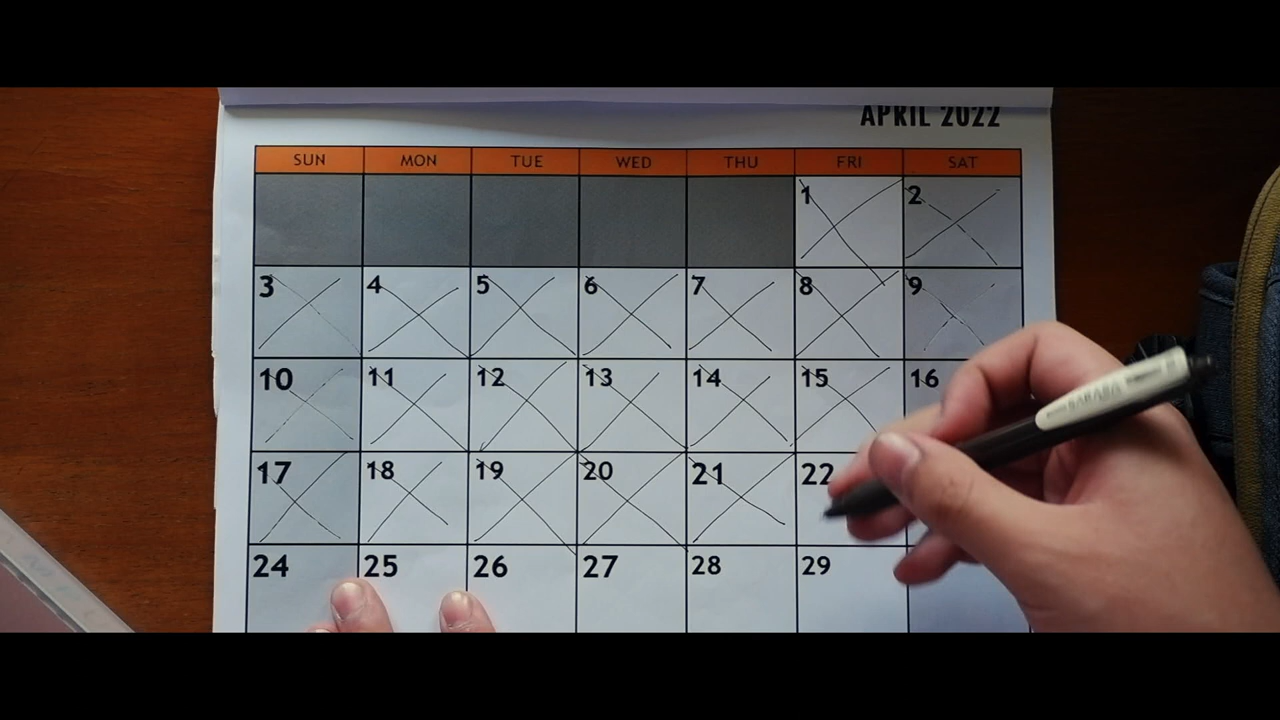 APRIL 2022
SUN MON TUE WED THU FRI SAT
1 2
3 4 5 6 7 8 9
10 11 12 13 14 15 16
17 18 19 20 21 22
24 25 26 27 28 29
SARASA